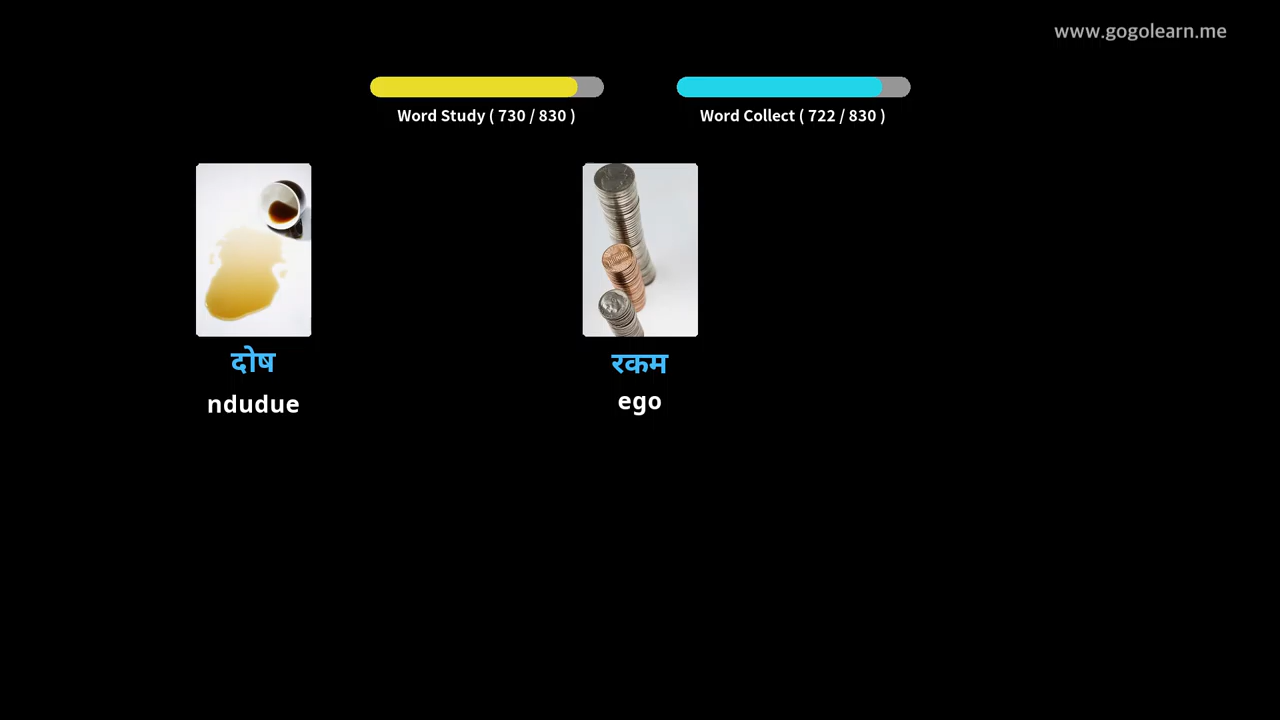 www.gogolearn.me
Word Study ( 730 / 830 )
Word Collect ( 722 / 830 )
दोष
रकम
ndudue
ego